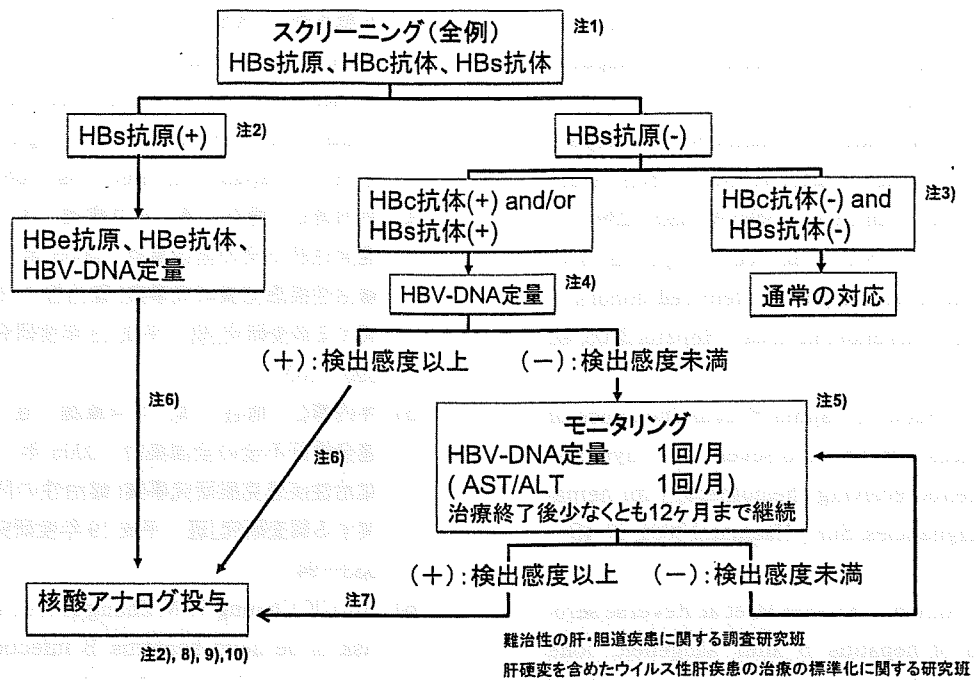 スクリーニング(全例)
HBs抗原、HBc抗体、HBs抗体
注1)
HBs抗原(+)
注2)
HBs抗原(-)
HBe抗原、HBe抗体、
HBV-DNA定量
HBc抗体(+) and/or
HBs抗体(+)
HBc抗体(-) and
HBs抗体(-)
注3)
HBV-DNA定量
注4)
通常の対応
(+):検出感度以上
(-):検出感度未満
注6)
注6)
注5)
モニタリング
HBV-DNA定量 1回/月
(AST/ALT 1回/月)
治療終了後少なくとも12ヶ月まで継続
(+):検出感度以上
(-):検出感度未満
注7)
核酸アナログ投与
注2), 8), 9),10)
難治性の肝・胆道疾患に関する調査研究班
肝硬変を含めたウイルス性肝疾患の治療の標準化に関する研究班